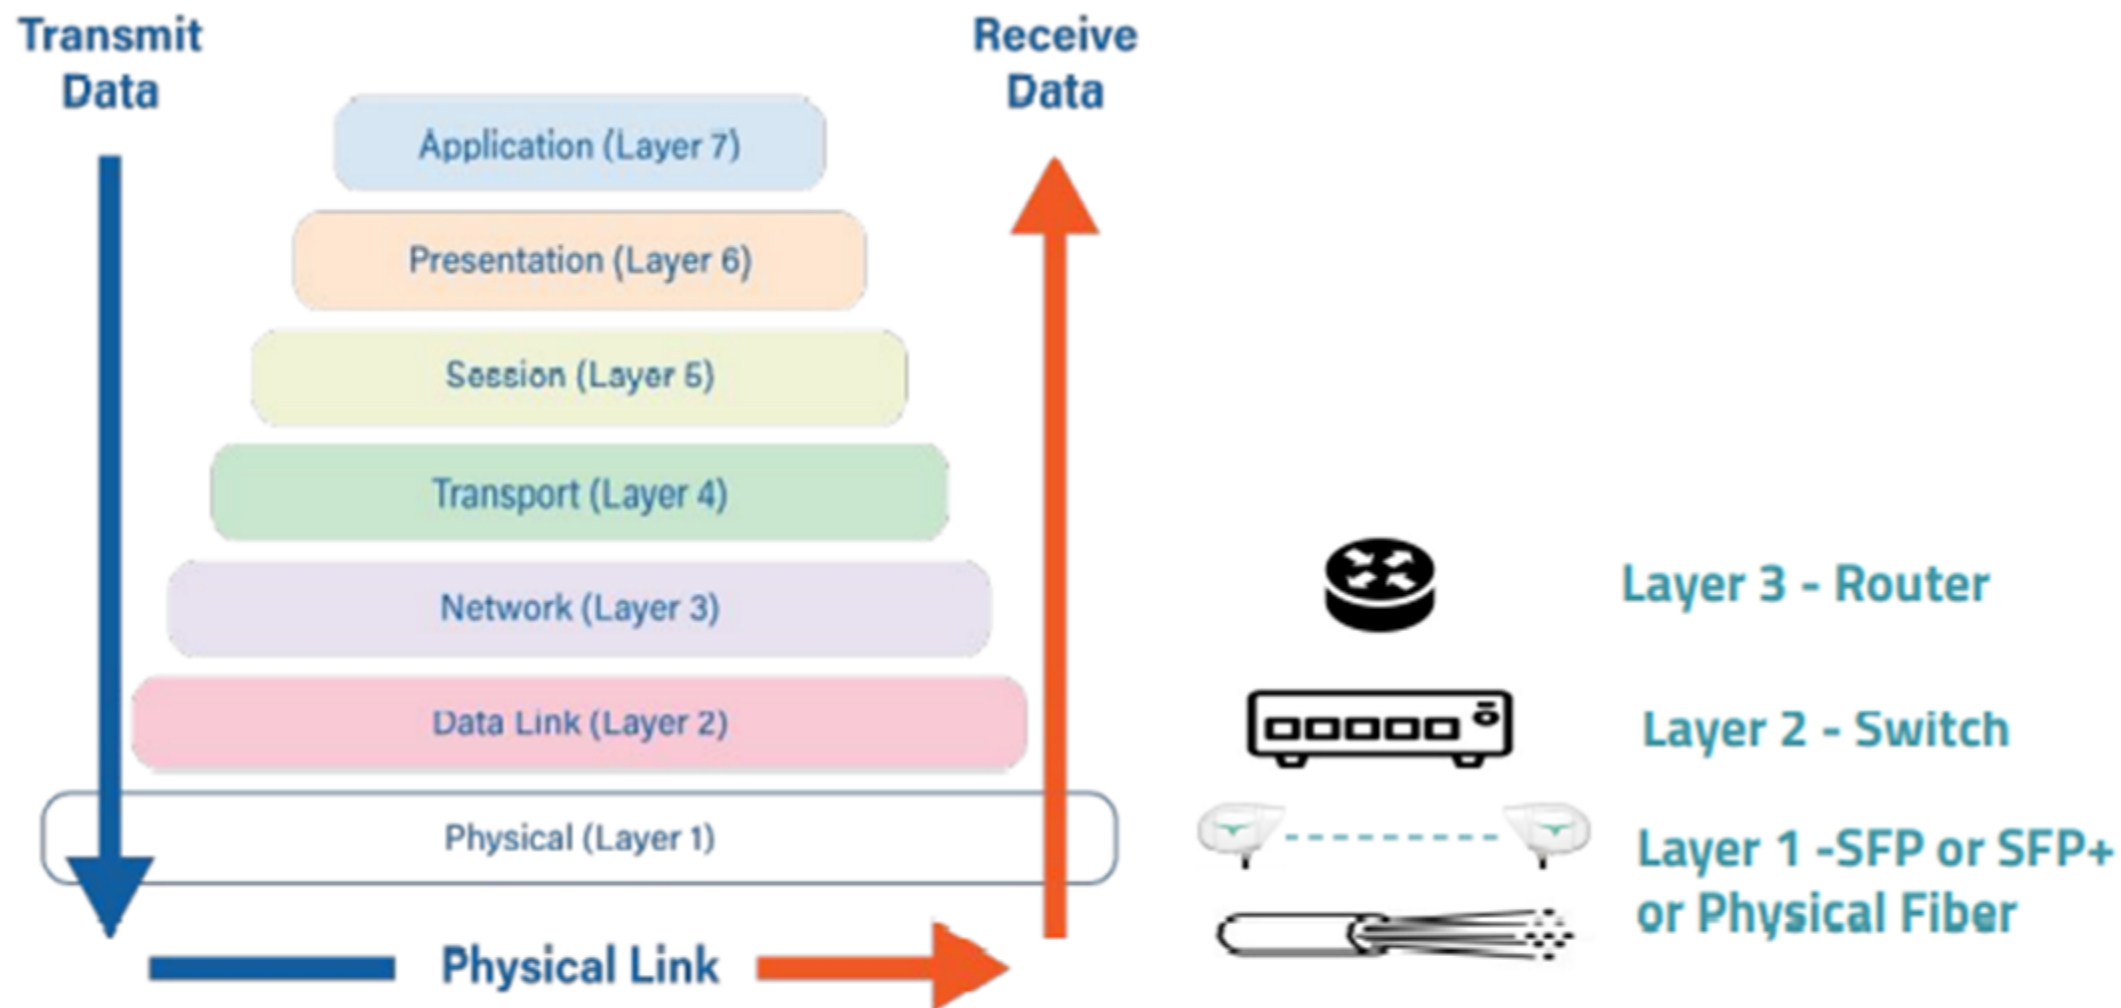 Transmit
Data
Receive
Data
Application (Layer 7)
Presentation (Layer 6)
Session (Layer 5)
Transport (Layer 4)
Network (Layer 3)
Data Link (Layer 2)
Physical (Layer 1)
Physical Link
Layer 3 - Router
Layer 2 - Switch
Layer 1 -SFP or SFP+
or Physical Fiber